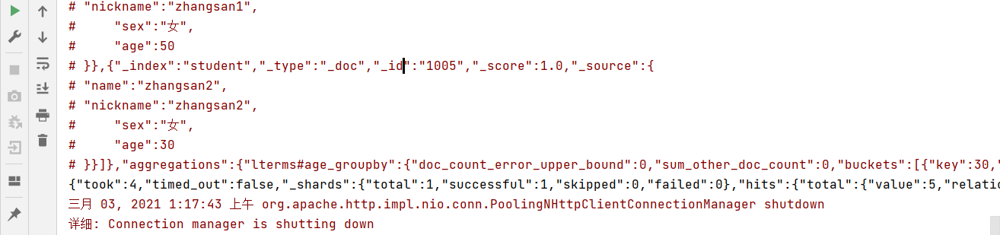 # "nickname":"zhangsan1",
#     "sex":"女",
#     "age":50
# }},{"_index":"student","_type":"_doc","_id":"1005","_score":1.0,"_source":{
# "name":"zhangsan2",
# "nickname":"zhangsan2",
#     "sex":"女",
#     "age":30
# }}]},"aggregations":{"lterms#age_groupby":{"doc_count_error_upper_bound":0,"sum_other_doc_count":0,"buckets":[{"key":30,"
{"took":4,"timed_out":false,"_shards":{"total":1,"successful":1,"skipped":0,"failed":0},"hits":{"total":{"value":5,"relatio
三月 03, 2021 1:17:43 上午 org.apache.http.impl.nio.conn.PoolingNHttpClientConnectionManager shutdown
详细: Connection manager is shutting down